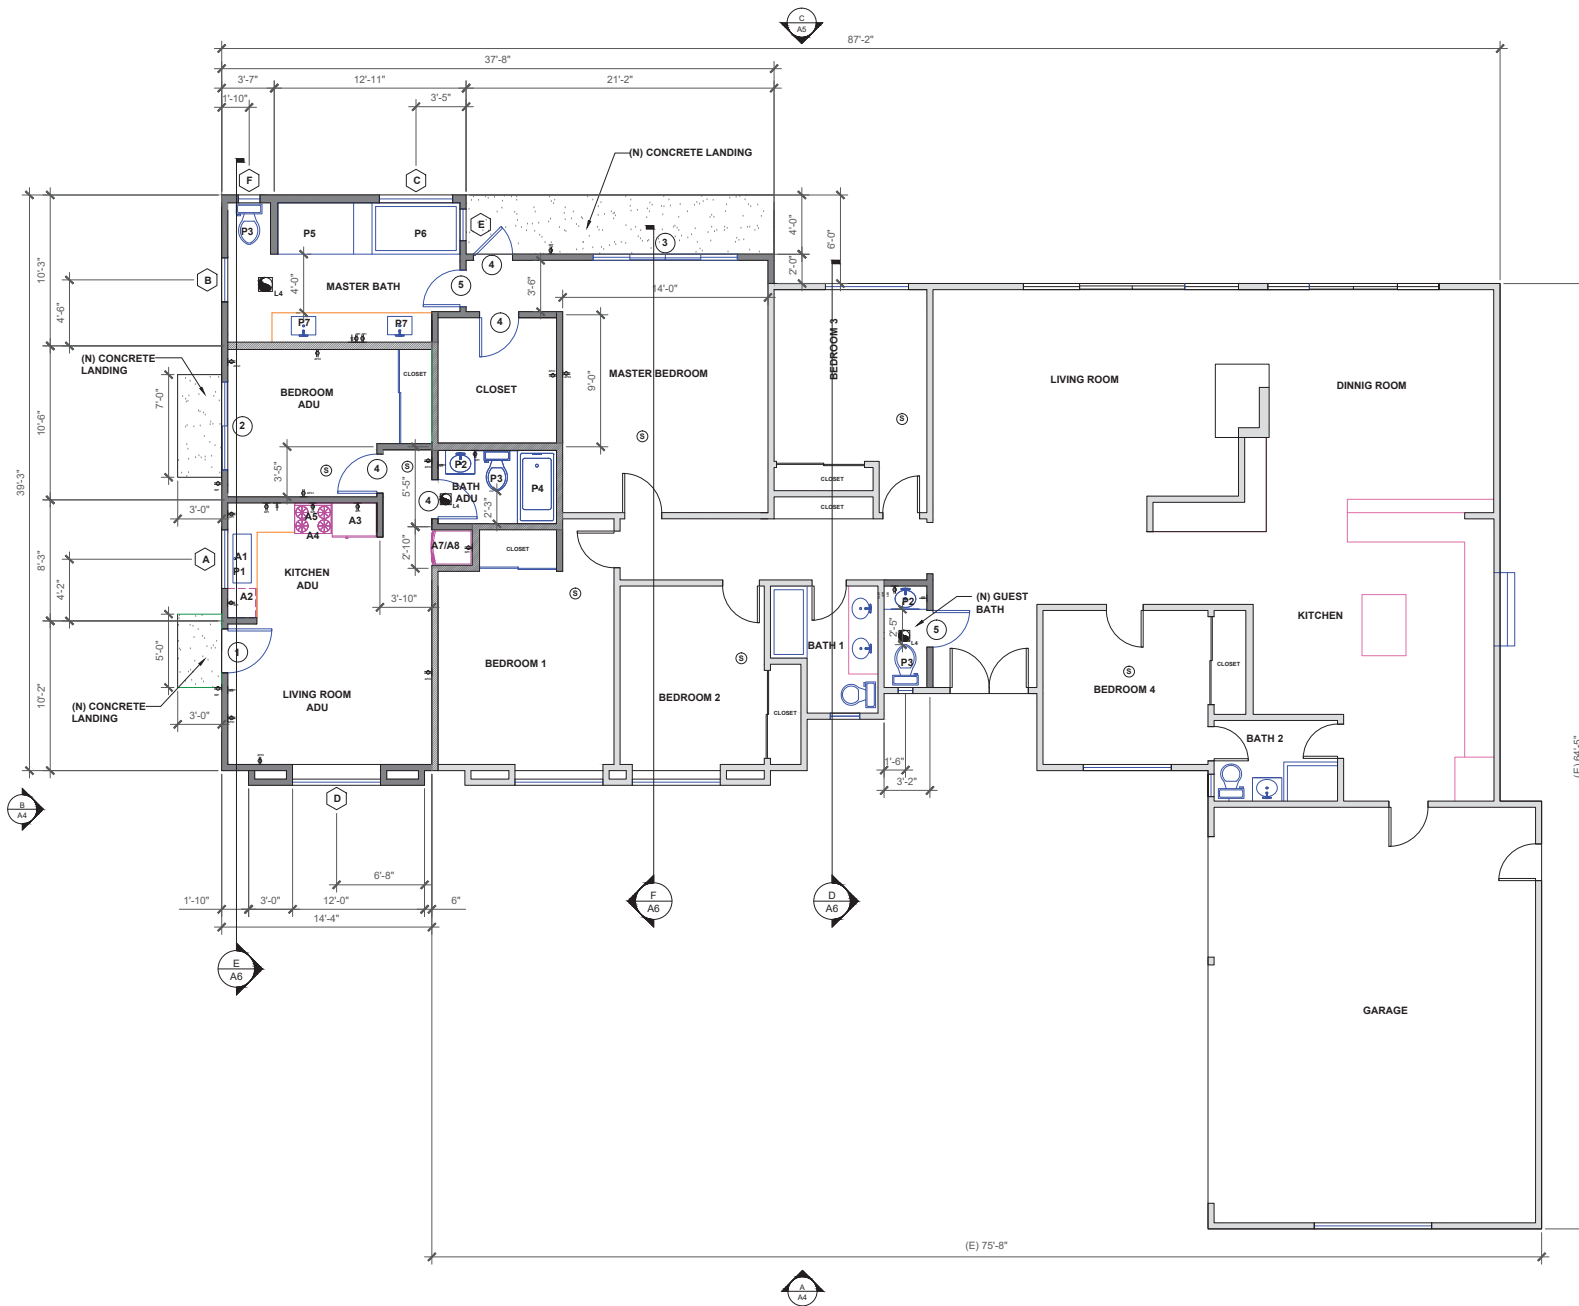 C
A5
87'-2"
37'-8"
3'-7"
12'-11"
21'-2"
1'-10"
3'-5"
(N) CONCRETE LANDING
F
C
E
P3
P5
P6
3
4'-0"
6'-0"
2'-0"
4
5
B
10'-3"
4'-6"
L4
4'-0"
MASTER BATH
3'-6"
14'-0"
P7
P7
4
(N) CONCRETE
LANDING
7'-0"
BEDROOM
ADU
CLOSET
CLOSET
9'-0"
MASTER BEDROOM
BEDROOM 3
LIVING ROOM
DINNIG ROOM
10'-6"
39'-3"
2
S
S
3'-5"
S
4
S
5'-5"
P2
P3
BATH
ADU
P4
4
L4
2'-3"
CLOSET
CLOSET
3'-0"
A5
A4
A3
A
A1
P1
A2
8'-3"
4'-2"
KITCHEN
ADU
2'-10"
A7/A8
CLOSET
3'-10"
S
P2
(N) GUEST
BATH
2'-5"
5
L4
P3
BATH 1
KITCHEN
5'-0"
1
10'-2"
LIVING ROOM
ADU
BEDROOM 1
S
BEDROOM 2
CLOSET
S
BEDROOM 4
CLOSET
(N) CONCRETE
LANDING
3'-0"
BATH 2
1'-6"
3'-2"
(E) 64'-5"
B
A4
D
6'-8"
1'-10"
3'-0"
12'-0"
6"
14'-4"
F
A6
D
A6
E
A6
GARAGE
(E) 75'-8"
A
A4